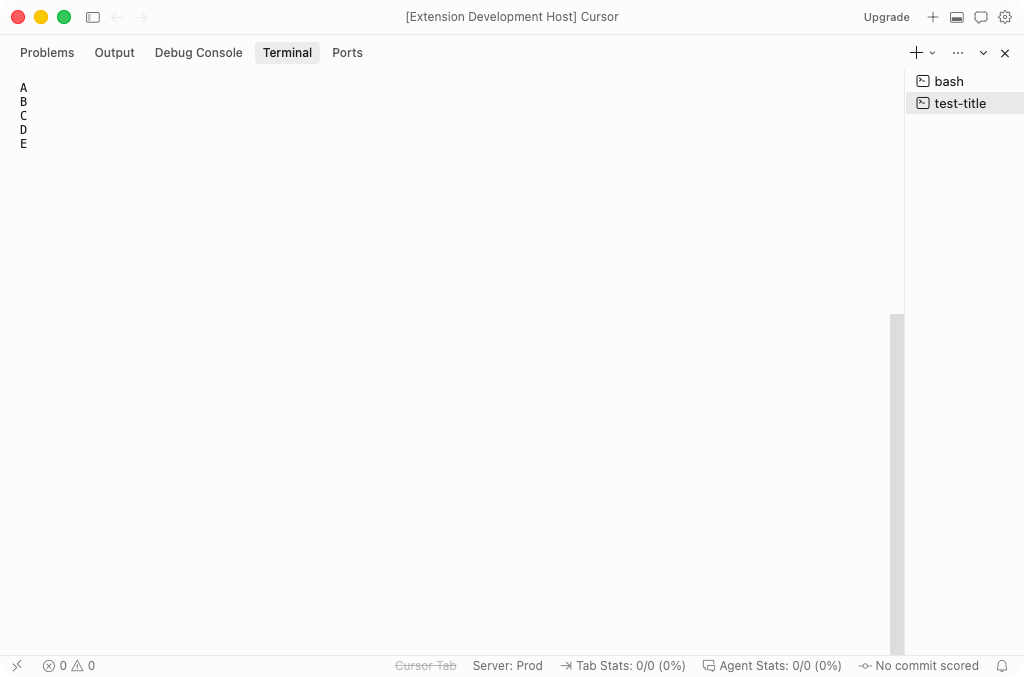 [Extension Development Host] Cursor
Upgrade
Problems Output Debug Console Terminal Ports
A
B
C
D
E
bash
test-title
0 0 Cursor Tab Server: Prod Tab Stats: 0/0 (0%) Agent Stats: 0/0 (0%) No commit scored